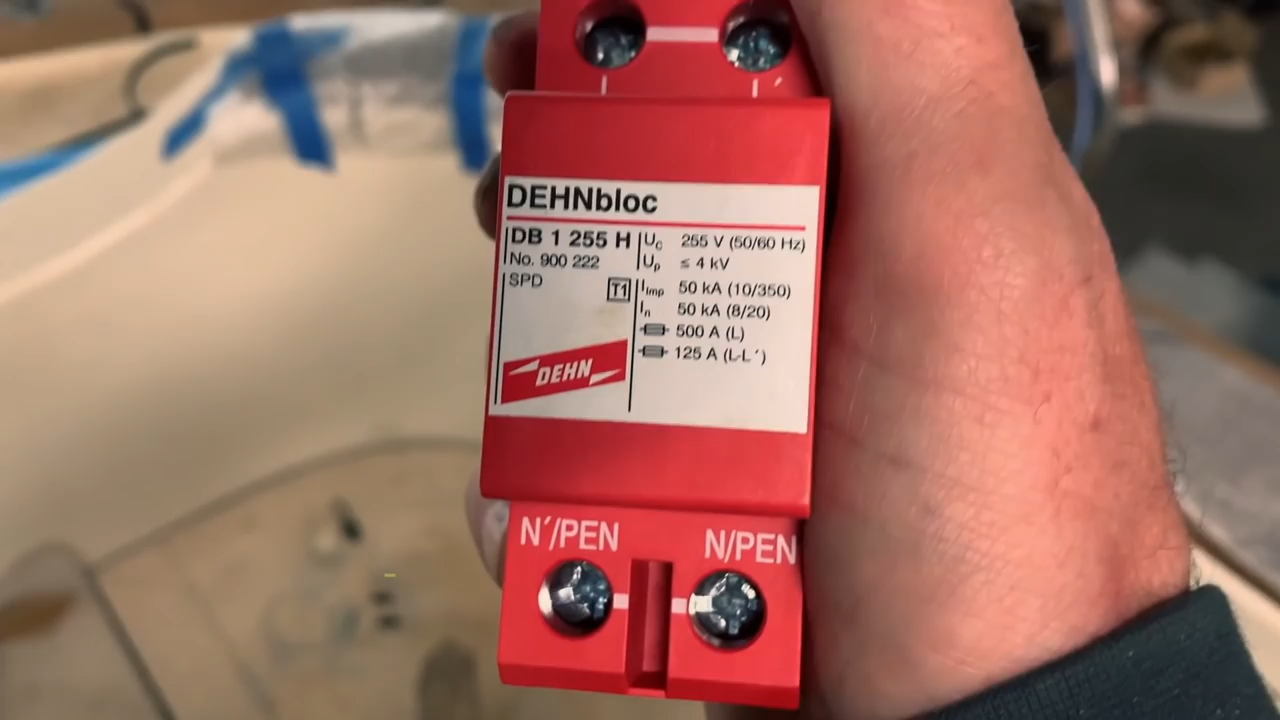 DEHNbloc
DB 1 255 H
No. 900 222
SPD
T1
DEHN
Uc 255 V (50/60 Hz)
Up ≤ 4 kV
IImp 50 kA (10/350)
In 50 kA (8/20)
500 A (L)
125 A (L-L´)
N´/PEN N/PEN